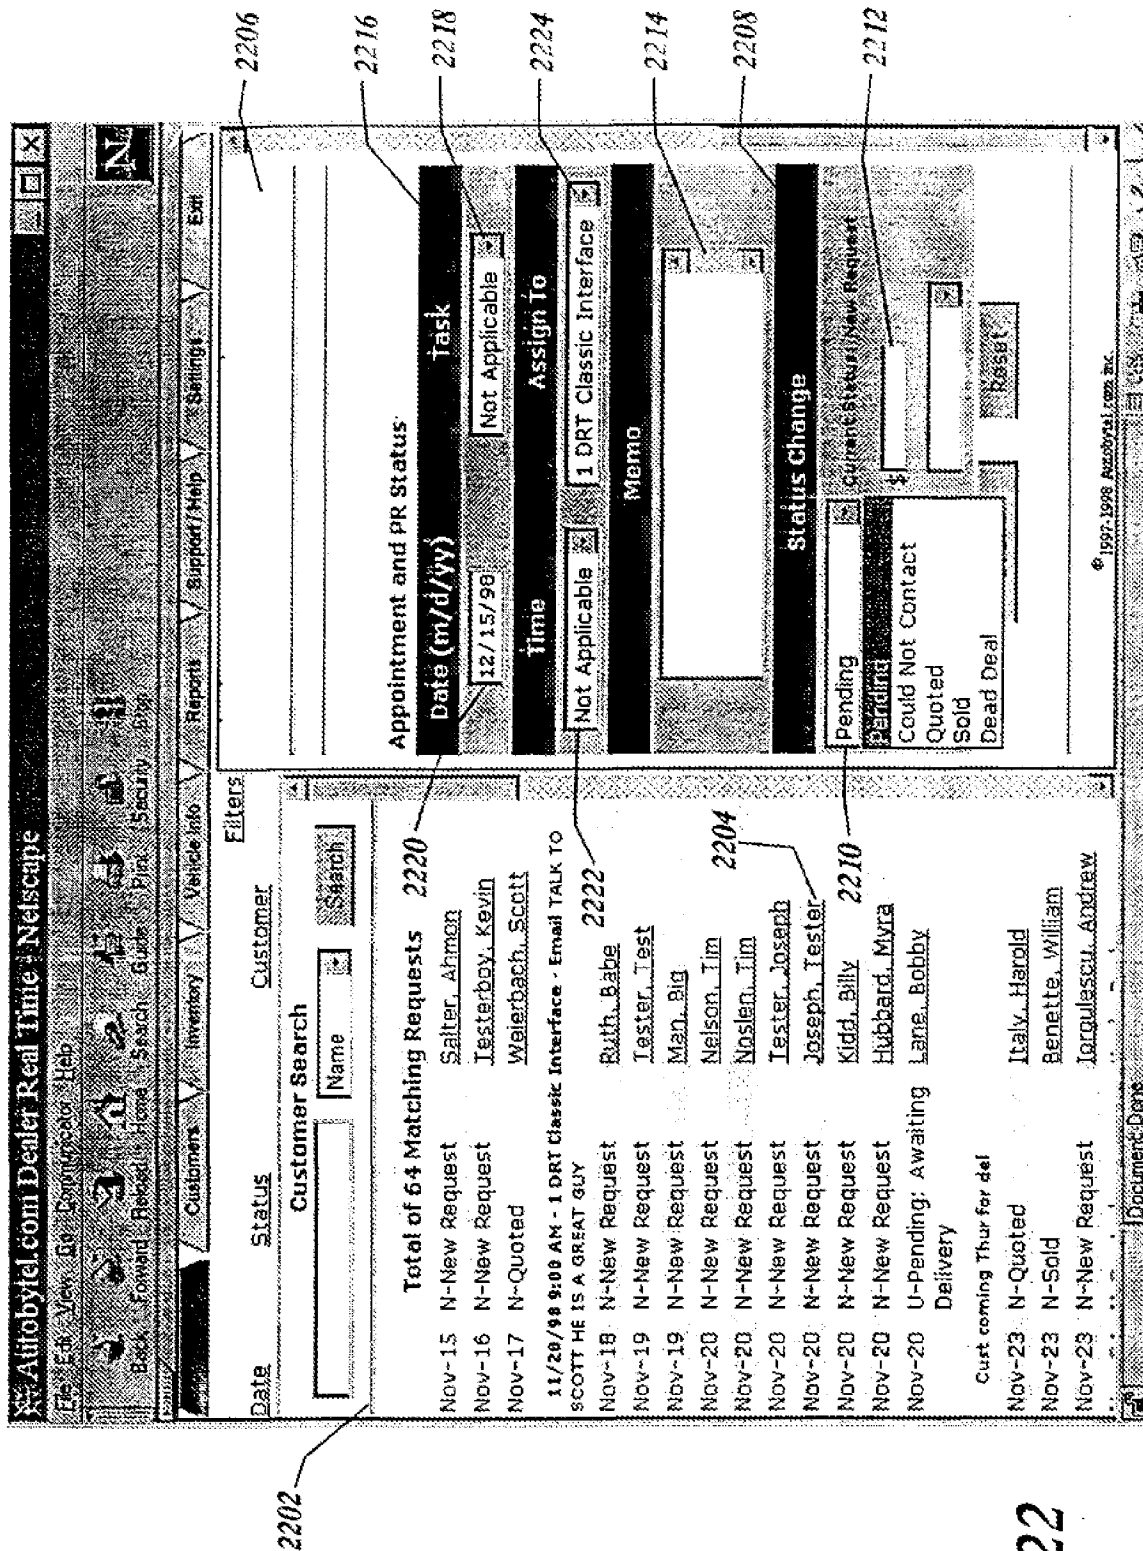 Autobytel.com Dealer Real Time - Netscape
File Edit View Go Communicator Help
Back Forward Reload Home Search Guide Print Security Stop
N
Customers Inventory Vehicle Info Reports Support/Help Settings Exit
Date Status Customer Filters
Customer Search
Name Search
Total of 64 Matching Requests
Nov-15 N-New Request Salter, Ahmon
Nov-16 N-New Request Testerboy, Kevin
Nov-17 N-Quoted Weierbach, Scott
11/20/98 9:00 AM - 1 DRT Classic Interface - Email TALK TO
SCOTT HE IS A GREAT GUY
Nov-18 N-New Request Ruth, Babe
Nov-19 N-New Request Tester, Test
Nov-19 N-New Request Man, Big
Nov-20 N-New Request Nelson, Tim
Nov-20 N-New Request Noslen, Tim
Nov-20 N-New Request Tester, Joseph
Nov-20 N-New Request Joseph, Tester
Nov-20 N-New Request Kidd, Billy
Nov-20 N-New Request Hubbard, Myra
Nov-20 U-Pending: Awaiting Lane, Bobby
Delivery
Cust coming Thur for del
Nov-23 N-Quoted Italy, Harold
Nov-23 N-Sold Benette, William
Nov-23 N-New Request Iorgulescu, Andrew
Appointment and PR Status
Date (m/d/yy) Task
12/15/98 Not Applicable
Time Assign To
Not Applicable 1 DRT Classic Interface
Memo
Status Change
Pending Current Status: New Request
Pending
Could Not Contact $
Quoted
Sold
Dead Deal
Reset
© 1997-1998 Autobytel.com inc.
Document: Done
2202
2220
2222
2204
2210
2206
2216
2218
2224
2214
2208
2212
22